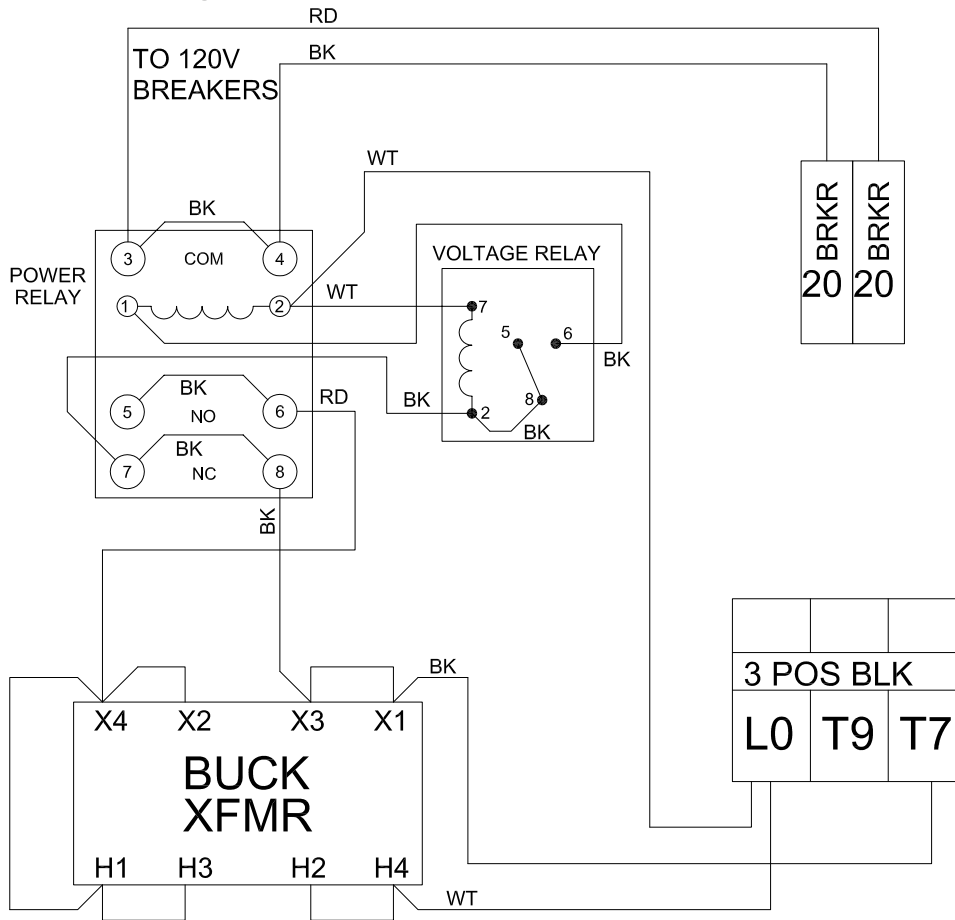 RD
TO 120V
BREAKERS
BK
WT
BK
3
COM
4
VOLTAGE RELAY
POWER
RELAY
1
2
WT
7
5
6
BK
20 BRKR
20 BRKR
BK
5
NO
6
RD
BK
2
8
BK
BK
7
NC
8
BK
3 POS BLK
L0
T9
T7
BK
X4
X2
X3
X1
BUCK
XFMR
H1
H3
H2
H4
WT